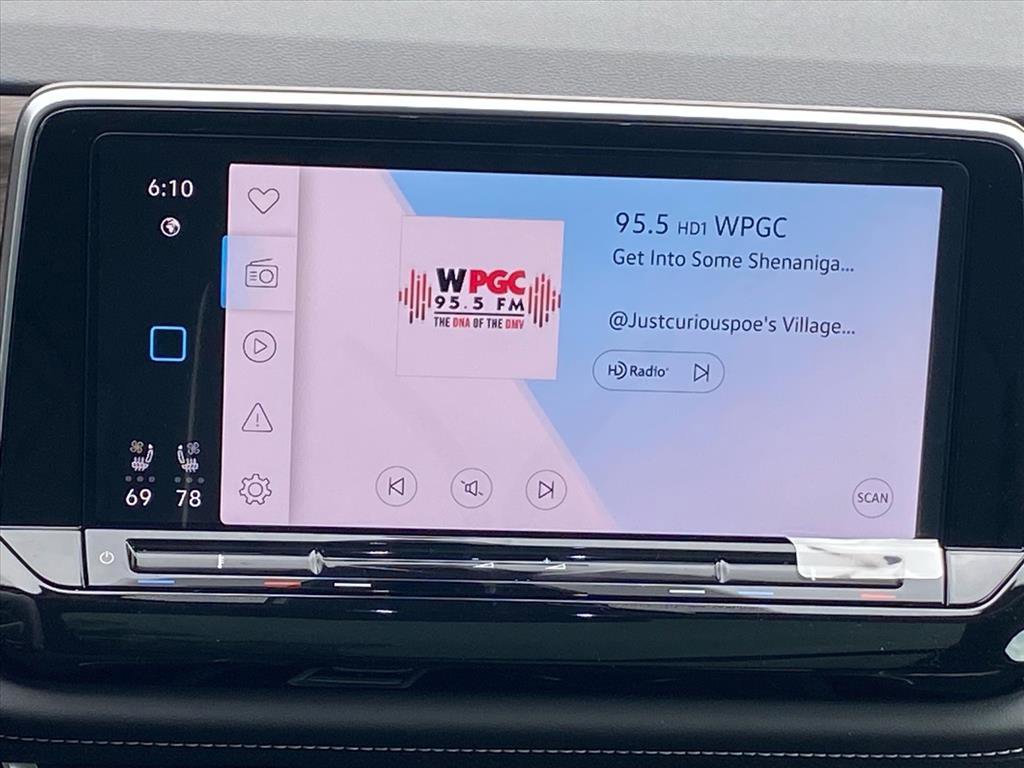 6:10
95.5 HD1 WPGC
Get Into Some Shenaniga...
WPGC
95.5 FM
THE DNA OF THE DMV
@Justcuriouspoe's Village...
HD Radio
69 78
SCAN